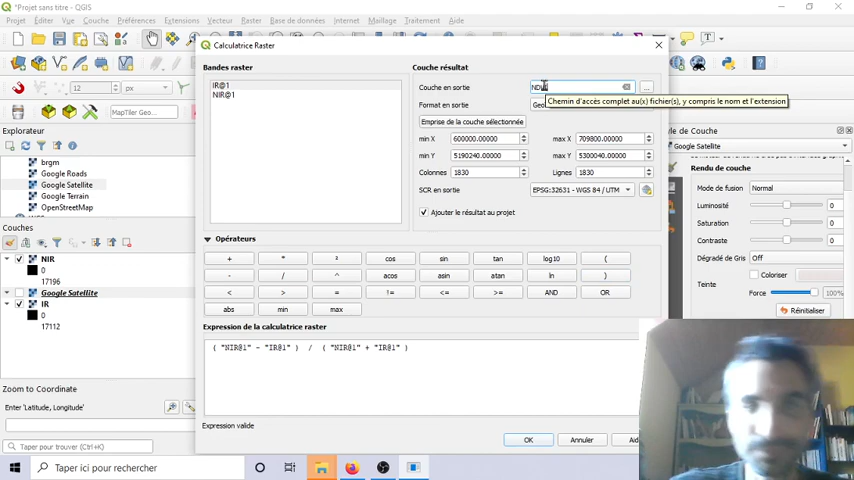 *Projet sans titre — QGIS
Projet Éditer Vue Couche Préférences Extensions Vecteur Raster Base de données Internet Maillage Traitement Aide
12 px
MapTiler Geo...
Explorateur
brgm
Google Roads
Google Satellite
Google Terrain
OpenStreetMap
Couches
NIR
0
17196
Google Satellite
IR
0
17112
Zoom to Coordinate
Enter 'Latitude, Longitude'
Taper pour trouver (Ctrl+K)
Calculatrice Raster
Bandes raster
IR@1
NIR@1
Couche résultat
Couche en sortie
Chemin d'accès complet au(x) fichier(s), y compris le nom et l'extension
Format en sortie
Emprise de la couche sélectionnée
min X 600000.00000 max X 709800.00000
min Y 5190240.00000 max Y 5300040.00000
Colonnes 1830 Lignes 1830
SCR en sortie EPSG:32631 - WGS 84 / UTM
Ajouter le résultat au projet
Opérateurs
+ * ² cos sin tan log10 (
- / ^ acos asin atan ln )
< > = != <= >= AND OR
abs min max
Expression de la calculatrice raster
( "NIR@1" - "IR@1" ) / ( "NIR@1" + "IR@1" )
Expression valide
OK Annuler
de Couche
Google Satellite
Rendu de couche
Mode de fusion Normal
Luminosité 0
Saturation 0
Contraste 0
Dégradé de Gris Off
Teinte Coloriser
Force 100%
Réinitialiser
Taper ici pour rechercher